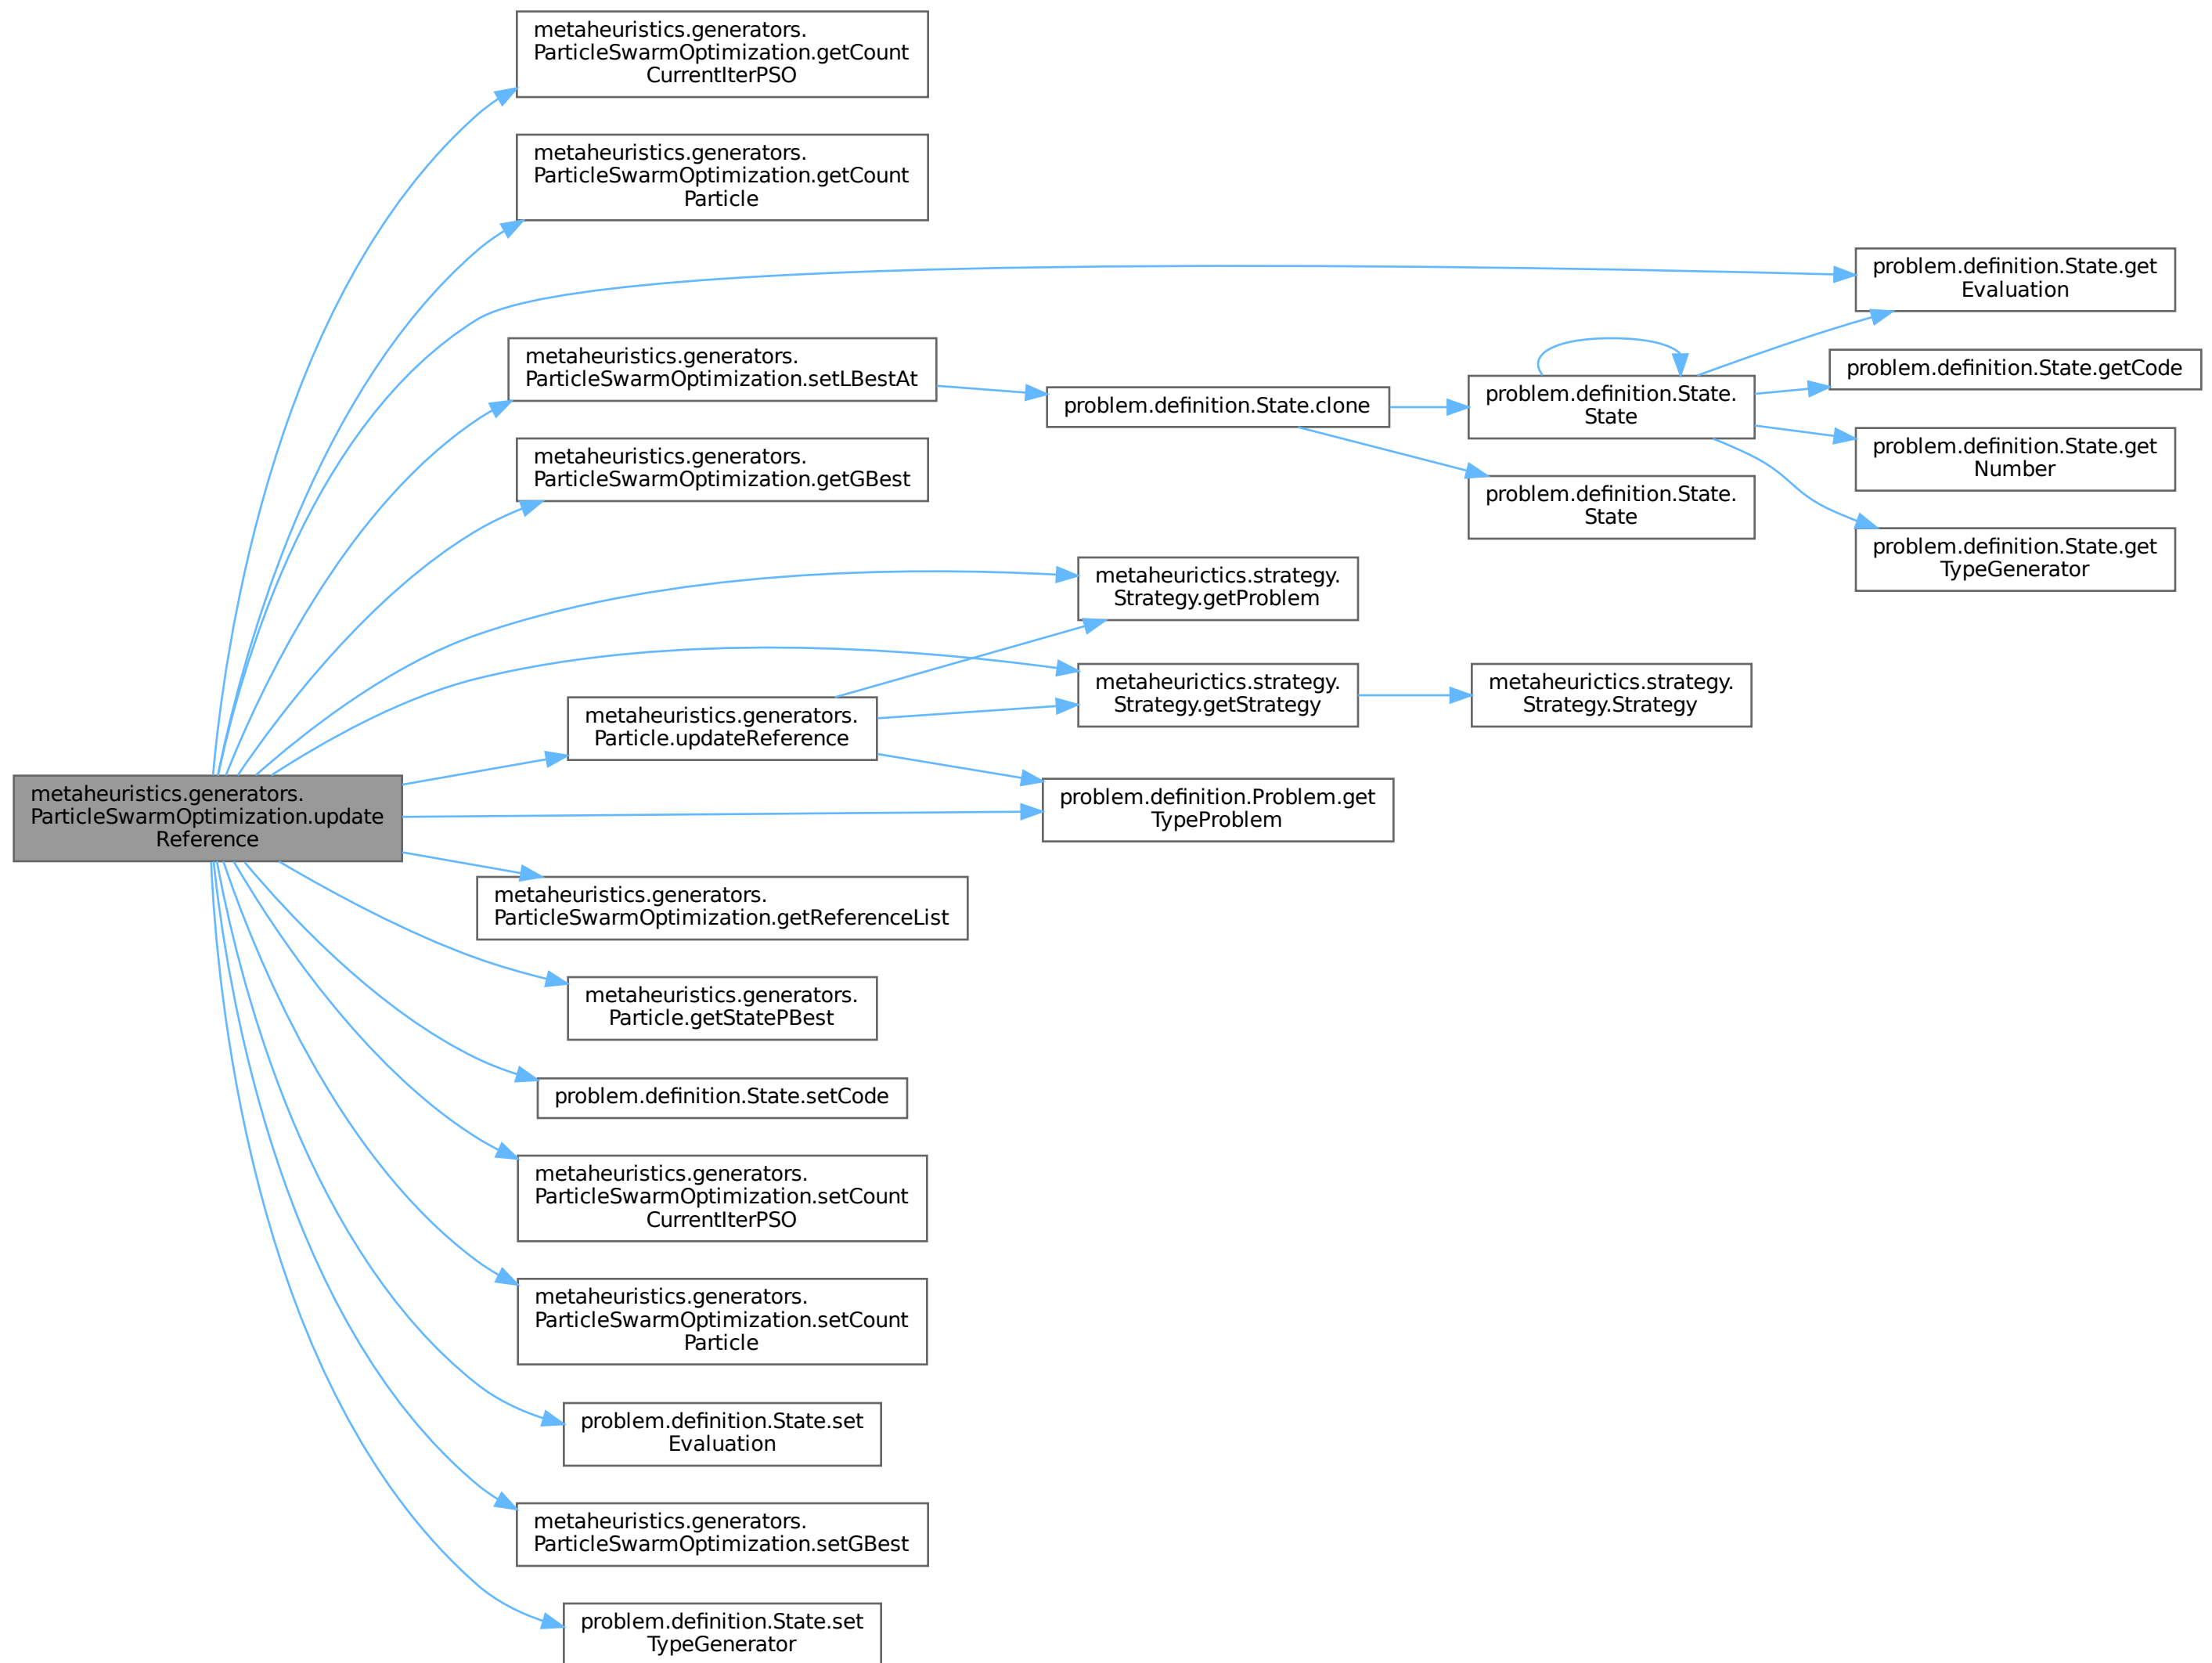 metaheuristics.generators.
ParticleSwarmOptimization.getCount
CurrentIterPSO
metaheuristics.generators.
ParticleSwarmOptimization.getCount
Particle
problem.definition.State.get
Evaluation
metaheuristics.generators.
ParticleSwarmOptimization.setLBestAt
problem.definition.State.clone
problem.definition.State.
State
problem.definition.State.getCode
problem.definition.State.get
Number
metaheuristics.generators.
ParticleSwarmOptimization.getGBest
problem.definition.State.
State
problem.definition.State.get
TypeGenerator
metaheurictics.strategy.
Strategy.getProblem
metaheuristics.generators.
Particle.updateReference
metaheurictics.strategy.
Strategy.getStrategy
metaheurictics.strategy.
Strategy.Strategy
metaheuristics.generators.
ParticleSwarmOptimization.update
Reference
problem.definition.Problem.get
TypeProblem
metaheuristics.generators.
ParticleSwarmOptimization.getReferenceList
metaheuristics.generators.
Particle.getStatePBest
problem.definition.State.setCode
metaheuristics.generators.
ParticleSwarmOptimization.setCount
CurrentIterPSO
metaheuristics.generators.
ParticleSwarmOptimization.setCount
Particle
problem.definition.State.set
Evaluation
metaheuristics.generators.
ParticleSwarmOptimization.setGBest
problem.definition.State.set
TypeGenerator